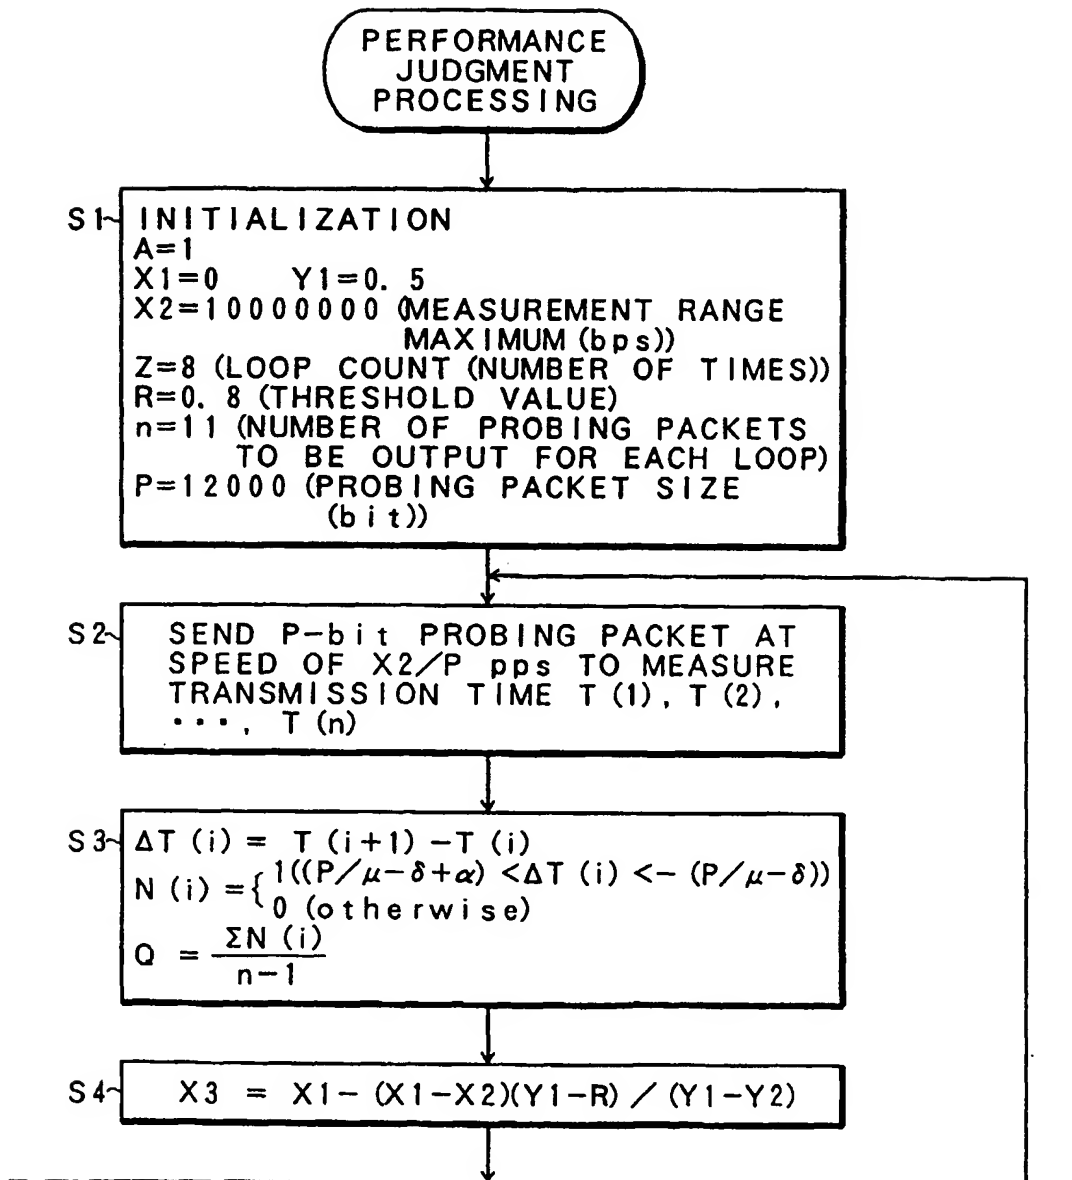 PERFORMANCE
JUDGMENT
PROCESSING
S1~ INITIALIZATION
A=1
X1=0 Y1=0.5
X2=10000000 (MEASUREMENT RANGE
MAXIMUM (bps))
Z=8 (LOOP COUNT (NUMBER OF TIMES))
R=0.8 (THRESHOLD VALUE)
n=11 (NUMBER OF PROBING PACKETS
TO BE OUTPUT FOR EACH LOOP)
P=12000 (PROBING PACKET SIZE
(bit))
S2~ SEND P-bit PROBING PACKET AT
SPEED OF X2/P pps TO MEASURE
TRANSMISSION TIME T(1), T(2),
···, T(n)
S3~ ΔT(i) = T(i+1)-T(i)
N(i)={ 1((P/μ-δ+α)<ΔT(i)<-(P/μ-δ))
0 (otherwise)
Q = ΣN(i)
n-1
S4~ X3 = X1-(X1-X2)(Y1-R)/(Y1-Y2)